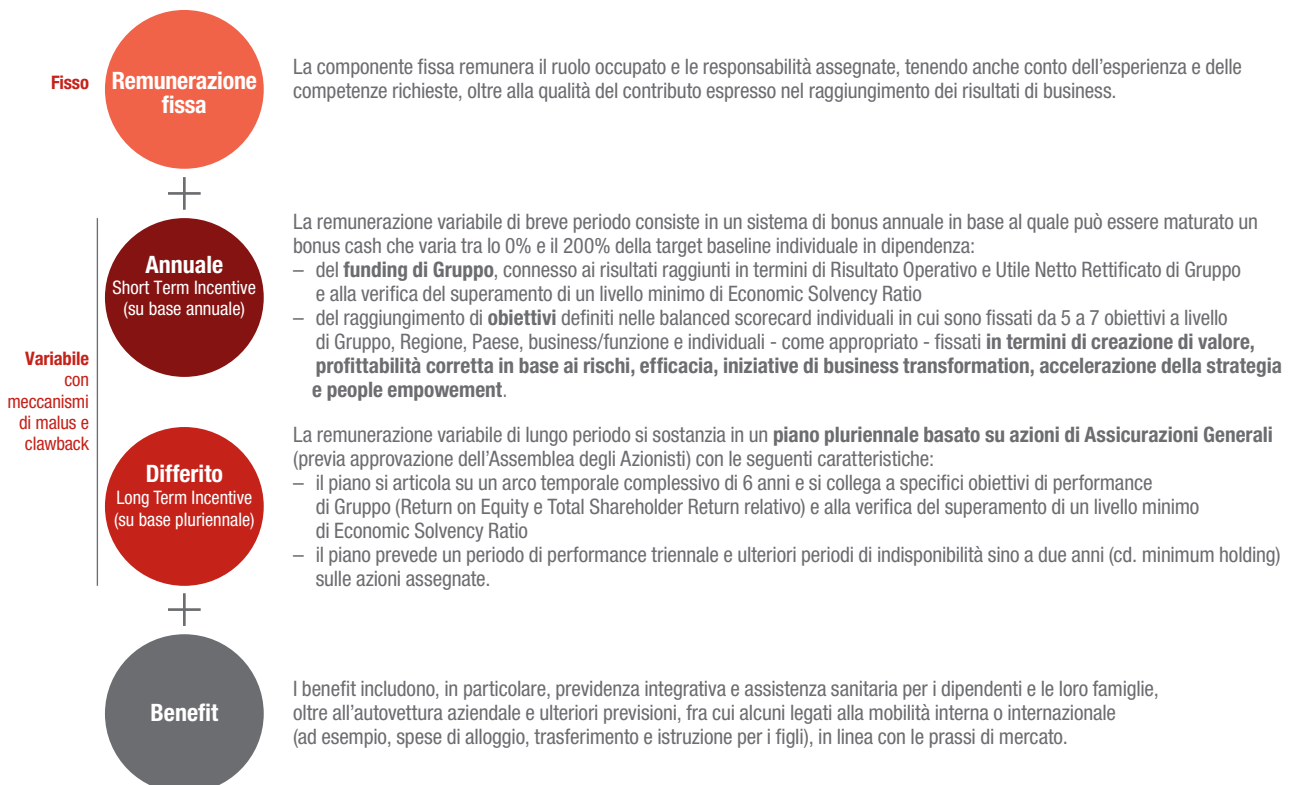 Fisso
Remunerazione
fissa
La componente fissa remunera il ruolo occupato e le responsabilità assegnate, tenendo anche conto dell'esperienza e delle
competenze richieste, oltre alla qualità del contributo espresso nel raggiungimento dei risultati di business.
Variabile
con
meccanismi
di malus e
clawback
Annuale
Short Term Incentive
(su base annuale)
La remunerazione variabile di breve periodo consiste in un sistema di bonus annuale in base al quale può essere maturato un
bonus cash che varia tra lo 0% e il 200% della target baseline individuale in dipendenza:
– del funding di Gruppo, connesso ai risultati raggiunti in termini di Risultato Operativo e Utile Netto Rettificato di Gruppo
e alla verifica del superamento di un livello minimo di Economic Solvency Ratio
– del raggiungimento di obiettivi definiti nelle balanced scorecard individuali in cui sono fissati da 5 a 7 obiettivi a livello
di Gruppo, Regione, Paese, business/funzione e individuali - come appropriato - fissati in termini di creazione di valore,
profittabilità corretta in base ai rischi, efficacia, iniziative di business transformation, accelerazione della strategia
e people empowement.
Differito
Long Term Incentive
(su base pluriennale)
La remunerazione variabile di lungo periodo si sostanzia in un piano pluriennale basato su azioni di Assicurazioni Generali
(previa approvazione dell'Assemblea degli Azionisti) con le seguenti caratteristiche:
– il piano si articola su un arco temporale complessivo di 6 anni e si collega a specifici obiettivi di performance
di Gruppo (Return on Equity e Total Shareholder Return relativo) e alla verifica del superamento di un livello minimo
di Economic Solvency Ratio
– il piano prevede un periodo di performance triennale e ulteriori periodi di indisponibilità sino a due anni (cd. minimum holding)
sulle azioni assegnate.
Benefit
I benefit includono, in particolare, previdenza integrativa e assistenza sanitaria per i dipendenti e le loro famiglie,
oltre all'autovettura aziendale e ulteriori previsioni, fra cui alcuni legati alla mobilità interna o internazionale
(ad esempio, spese di alloggio, trasferimento e istruzione per i figli), in linea con le prassi di mercato.